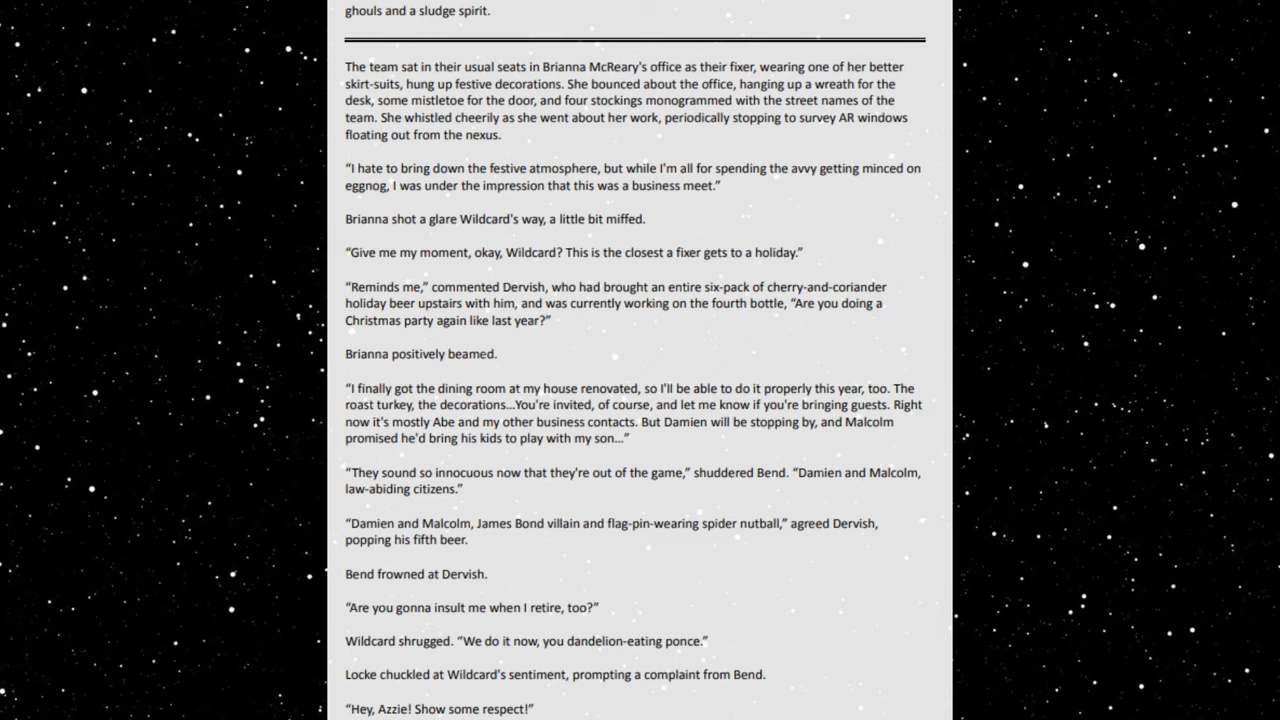 ghouls and a sludge spirit.
The team sat in their usual seats in Brianna McReary's office as their fixer, wearing one of her better
skirt-suits, hung up festive decorations. She bounced about the office, hanging up a wreath for the
desk, some mistletoe for the door, and four stockings monogrammed with the street names of the
team. She whistled cheerily as she went about her work, periodically stopping to survey AR windows
floating out from the nexus.
“I hate to bring down the festive atmosphere, but while I'm all for spending the avvy getting minced on
eggnog, I was under the impression that this was a business meet.”
Brianna shot a glare Wildcard's way, a little bit miffed.
“Give me my moment, okay, Wildcard? This is the closest a fixer gets to a holiday.”
“Reminds me,” commented Dervish, who had brought an entire six-pack of cherry-and-coriander
holiday beer upstairs with him, and was currently working on the fourth bottle, “Are you doing a
Christmas party again like last year?”
Brianna positively beamed.
“I finally got the dining room at my house renovated, so I'll be able to do it properly this year, too. The
roast turkey, the decorations…You're invited, of course, and let me know if you're bringing guests. Right
now it's mostly Abe and my other business contacts. But Damien will be stopping by, and Malcolm
promised he'd bring his kids to play with my son…”
“They sound so innocuous now that they're out of the game,” shuddered Bend. “Damien and Malcolm,
law-abiding citizens.”
“Damien and Malcolm, James Bond villain and flag-pin-wearing spider nutball,” agreed Dervish,
popping his fifth beer.
Bend frowned at Dervish.
“Are you gonna insult me when I retire, too?”
Wildcard shrugged. “We do it now, you dandelion-eating ponce.”
Locke chuckled at Wildcard's sentiment, prompting a complaint from Bend.
“Hey, Azzie! Show some respect!”